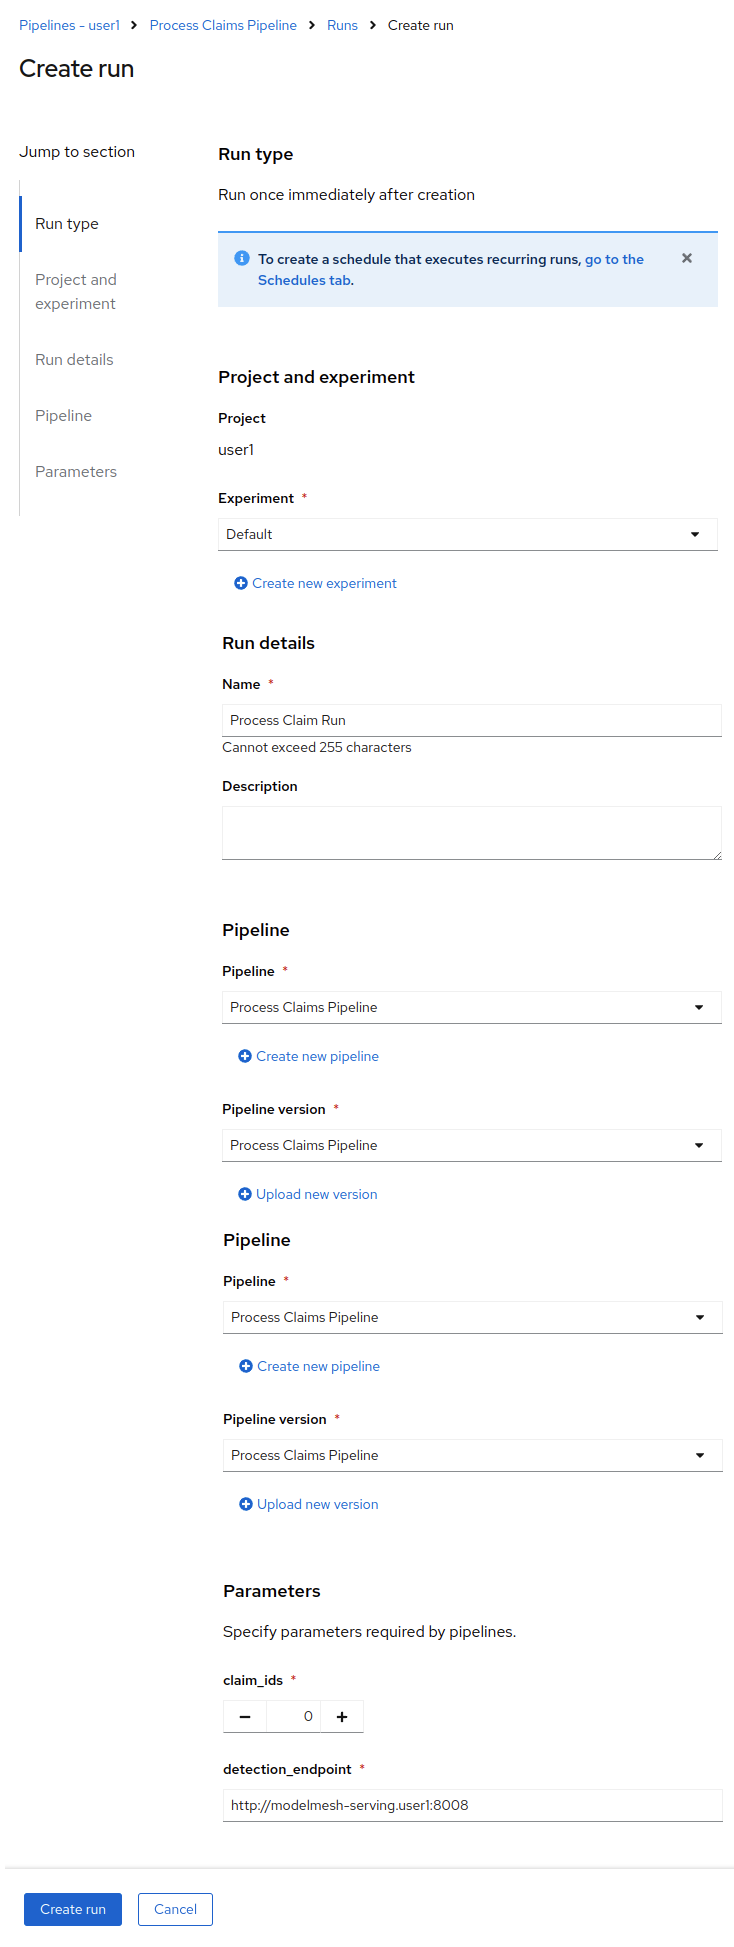 Pipelines - user1 > Process Claims Pipeline > Runs > Create run
Create run
Jump to section
Run type
Project and
experiment
Run details
Pipeline
Parameters
Run type
Run once immediately after creation
To create a schedule that executes recurring runs, go to the
Schedules tab.
Project and experiment
Project
user1
Experiment *
Default
Create new experiment
Run details
Name *
Process Claim Run
Cannot exceed 255 characters
Description
Pipeline
Pipeline *
Process Claims Pipeline
Create new pipeline
Pipeline version *
Process Claims Pipeline
Upload new version
Pipeline
Pipeline *
Process Claims Pipeline
Create new pipeline
Pipeline version *
Process Claims Pipeline
Upload new version
Parameters
Specify parameters required by pipelines.
claim_ids *
0
detection_endpoint *
http://modelmesh-serving.user1:8008
Create run Cancel